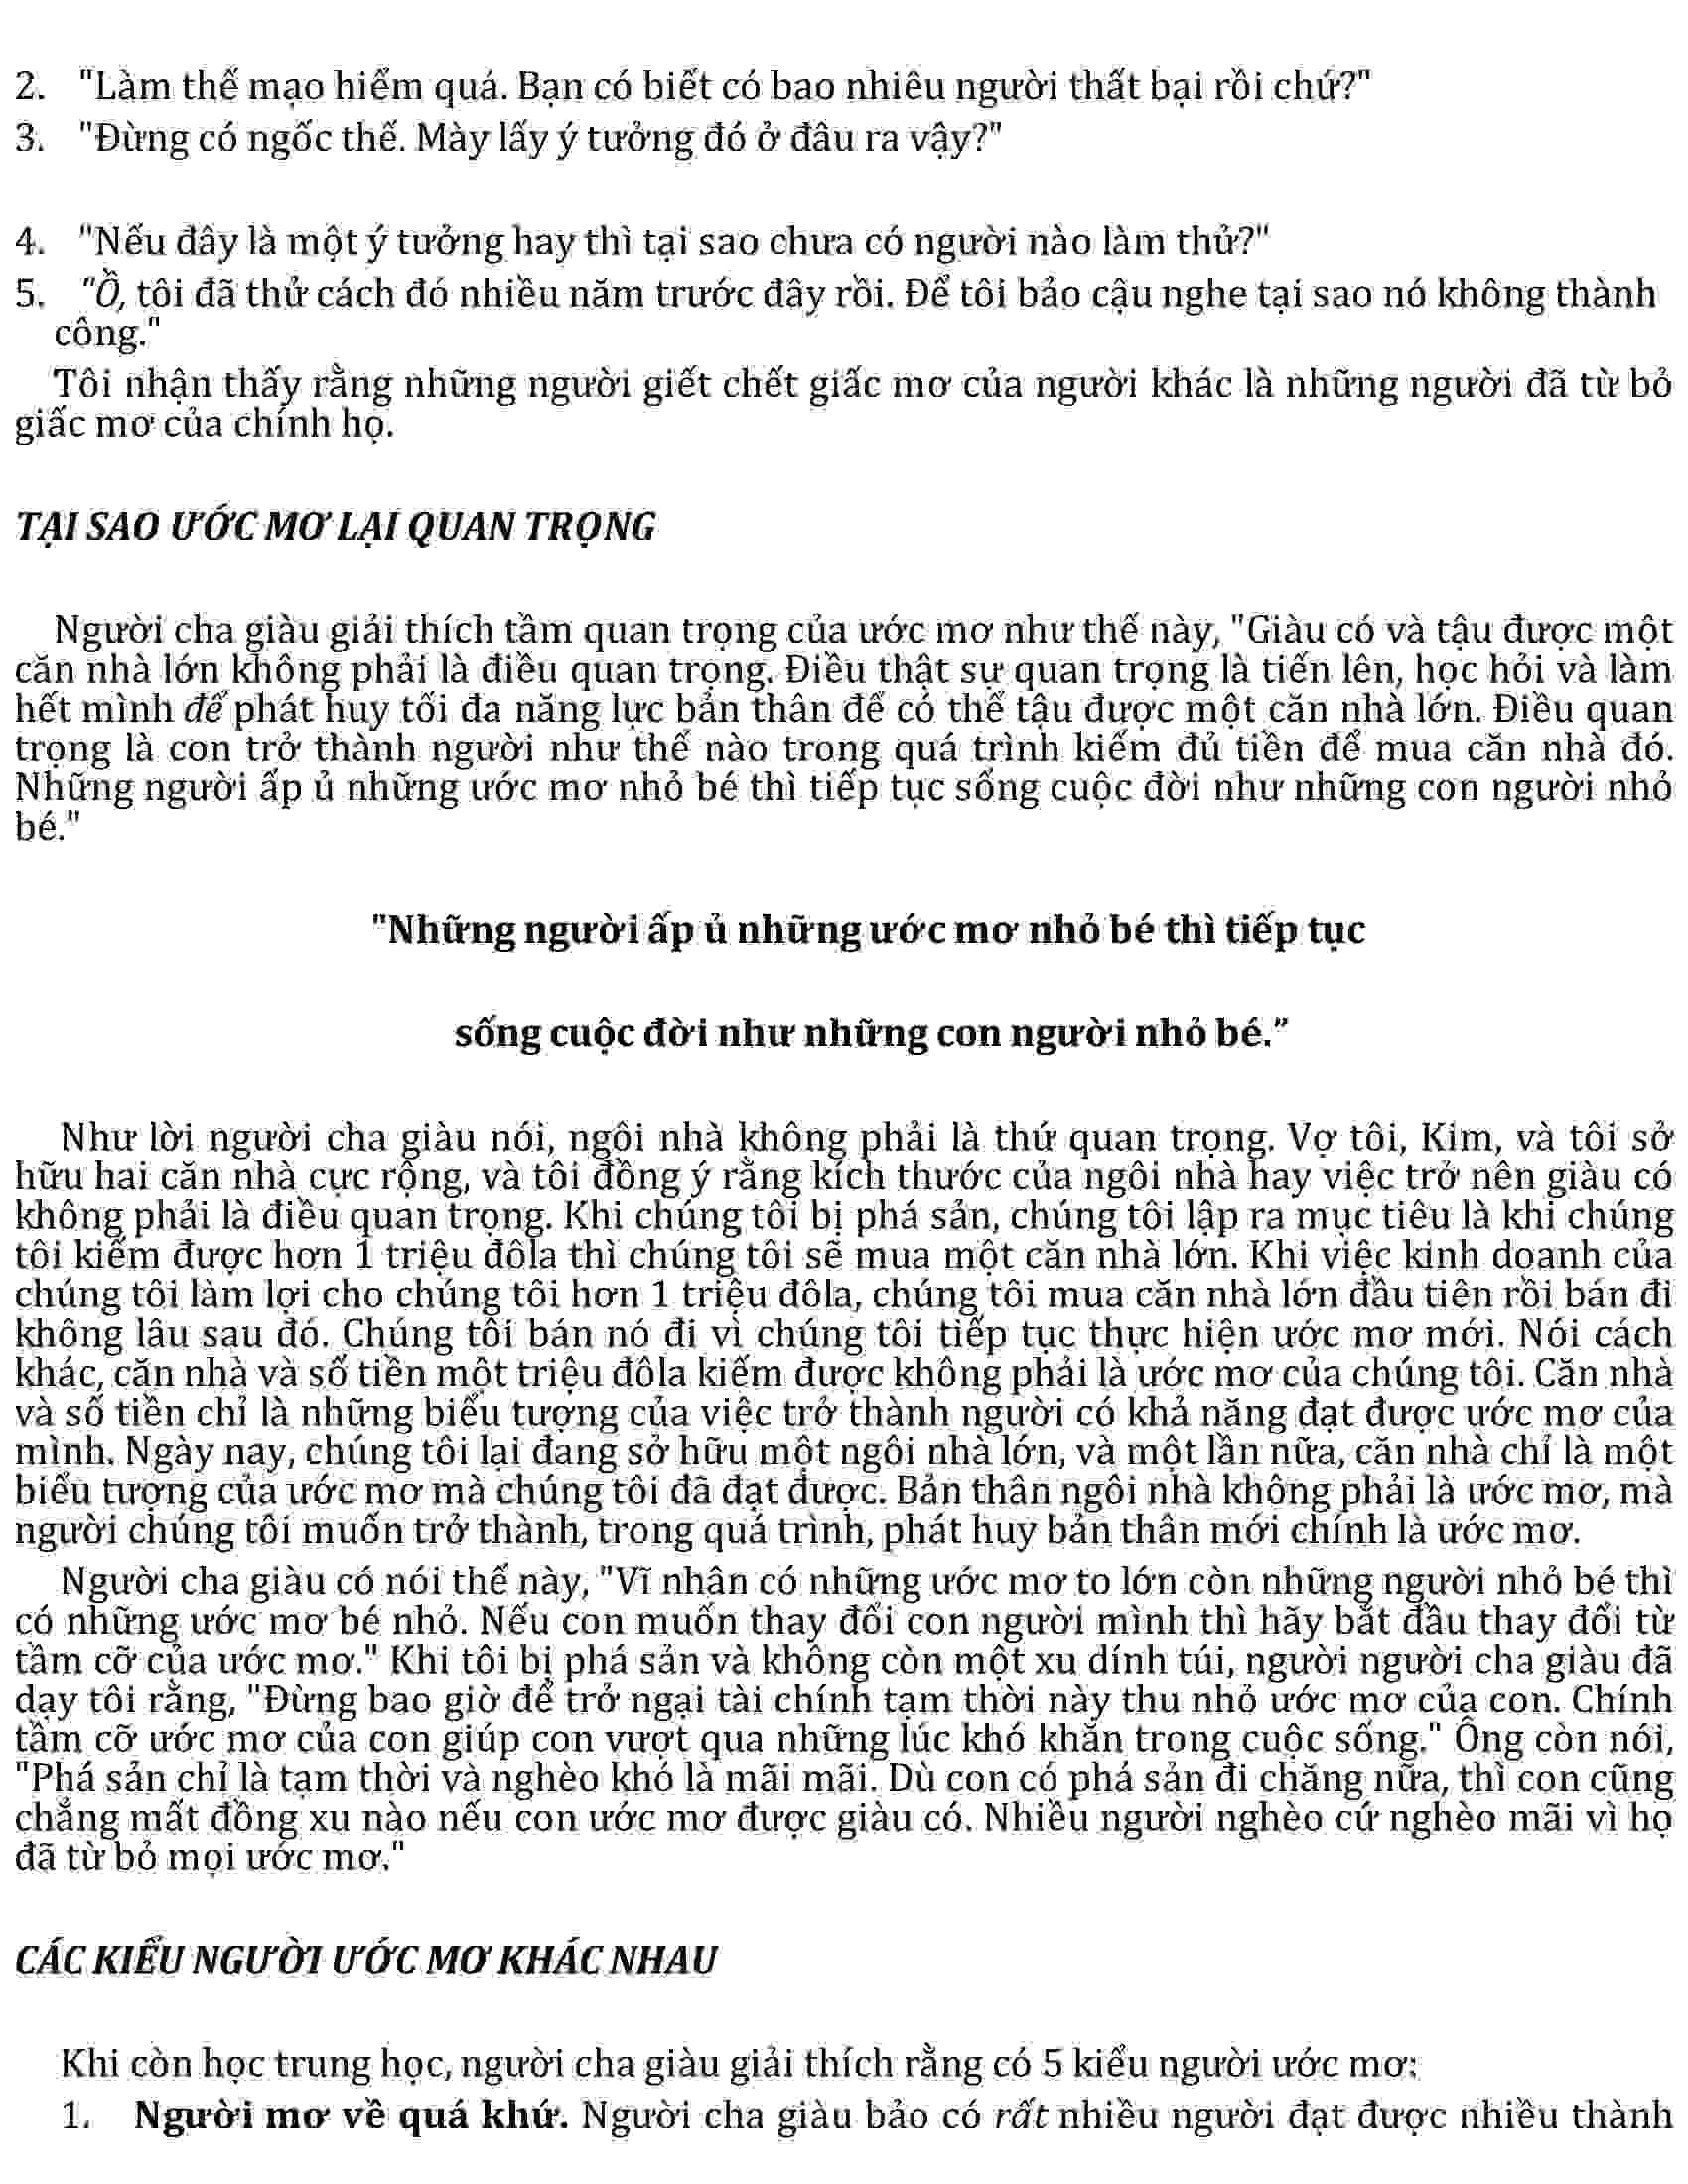 2. "Làm thế mạo hiểm quá. Bạn có biết có bao nhiêu người thất bại rồi chứ?"
3. "Đừng có ngốc thế. Mày lấy ý tưởng đó ở đâu ra vậy?"
4. "Nếu đây là một ý tưởng hay thì tại sao chưa có người nào làm thử?"
5. "Ồ, tôi đã thử cách đó nhiều năm trước đây rồi. Để tôi bảo cậu nghe tại sao nó không thành
công."
Tôi nhận thấy rằng những người giết chết giấc mơ của người khác là những người đã từ bỏ
giấc mơ của chính họ.
TẠI SAO ƯỚC MƠ LẠI QUAN TRỌNG
Người cha giàu giải thích tầm quan trọng của ước mơ như thế này, "Giàu có và tậu được một
căn nhà lớn không phải là điều quan trọng. Điều thật sự quan trọng là tiến lên, học hỏi và làm
hết mình để phát huy tối đa năng lực bản thân để có thể tậu được một căn nhà lớn. Điều quan
trọng là con trở thành người như thế nào trong quá trình kiếm đủ tiền để mua căn nhà đó.
Những người ấp ủ những ước mơ nhỏ bé thì tiếp tục sống cuộc đời như những con người nhỏ
bé."
"Những người ấp ủ những ước mơ nhỏ bé thì tiếp tục
sống cuộc đời như những con người nhỏ bé.”
Như lời người cha giàu nói, ngôi nhà không phải là thứ quan trọng. Vợ tôi, Kim, và tôi sở
hữu hai căn nhà cực rộng, và tôi đồng ý rằng kích thước của ngôi nhà hay việc trở nên giàu có
không phải là điều quan trọng. Khi chúng tôi bị phá sản, chúng tôi lập ra mục tiêu là khi chúng
tôi kiếm được hơn 1 triệu đôla thì chúng tôi sẽ mua một căn nhà lớn. Khi việc kinh doanh của
chúng tôi làm lợi cho chúng tôi hơn 1 triệu đôla, chúng tôi mua căn nhà lớn đầu tiên rồi bán đi
không lâu sau đó. Chúng tôi bán nó đi vì chúng tôi tiếp tục thực hiện ước mơ mới. Nói cách
khác, căn nhà và số tiền một triệu đôla kiếm được không phải là ước mơ của chúng tôi. Căn nhà
và số tiền chỉ là những biểu tượng của việc trở thành người có khả năng đạt được ước mơ của
mình. Ngày nay, chúng tôi lại đang sở hữu một ngôi nhà lớn, và một lần nữa, căn nhà chỉ là một
biểu tượng của ước mơ mà chúng tôi đã đạt được. Bản thân ngôi nhà không phải là ước mơ, mà
người chúng tôi muốn trở thành, trong quá trình, phát huy bản thân mới chính là ước mơ.
Người cha giàu có nói thế này, "Vĩ nhân có những ước mơ to lớn còn những người nhỏ bé thì
có những ước mơ bé nhỏ. Nếu con muốn thay đổi con người mình thì hãy bắt đầu thay đổi từ
tầm cỡ của ước mơ." Khi tôi bị phá sản và không còn một xu dính túi, người người cha giàu đã
dạy tôi rằng, "Đừng bao giờ để trở ngại tài chính tạm thời này thu nhỏ ước mơ của con. Chính
tầm cỡ ước mơ của con giúp con vượt qua những lúc khó khăn trong cuộc sống." Ông còn nói,
"Phá sản chỉ là tạm thời và nghèo khó là mãi mãi. Dù con có phá sản đi chăng nữa, thì con cũng
chẳng mất đồng xu nào nếu con ước mơ được giàu có. Nhiều người nghèo cứ nghèo mãi vì họ
đã từ bỏ mọi ước mơ."
CÁC KIỂU NGƯỜI ƯỚC MƠ KHÁC NHAU
Khi còn học trung học, người cha giàu giải thích rằng có 5 kiểu người ước mơ:
1. Người mơ về quá khứ. Người cha giàu bảo có rất nhiều người đạt được nhiều thành